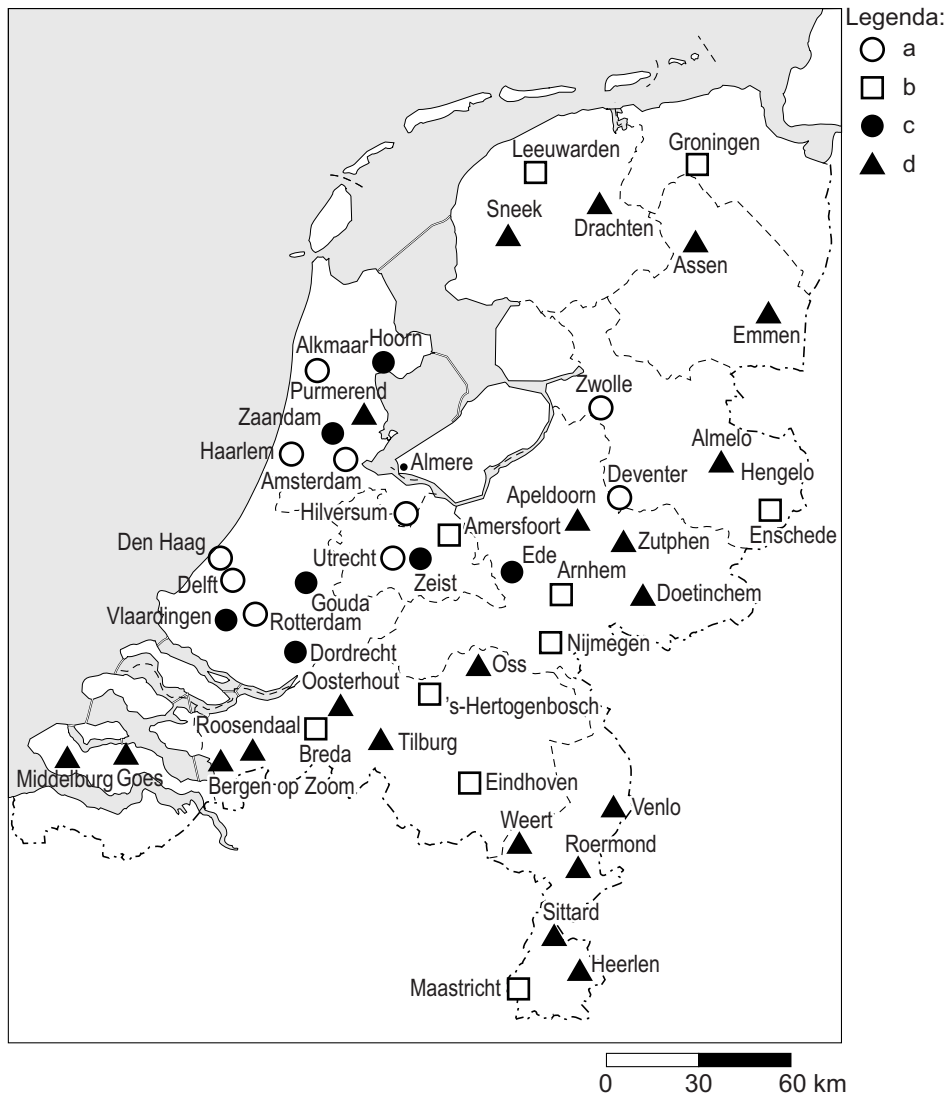 Legenda:
a
b
c
d
Leeuwarden
Groningen
Sneek
Drachten
Assen
Emmen
Alkmaar
Hoorn
Purmerend
Zaandam
Haarlem
Amsterdam
Almere
Zwolle
Almelo
Hengelo
Deventer
Enschede
Apeldoorn
Hilversum
Amersfoort
Zutphen
Den Haag
Utrecht
Ede
Zeist
Arnhem
Delft
Gouda
Doetinchem
Vlaardingen
Rotterdam
Nijmegen
Dordrecht
Oss
Oosterhout
's-Hertogenbosch
Roosendaal
Breda
Tilburg
Middelburg
Goes
Bergen op Zoom
Eindhoven
Venlo
Weert
Roermond
Sittard
Heerlen
Maastricht
0 30 60 km